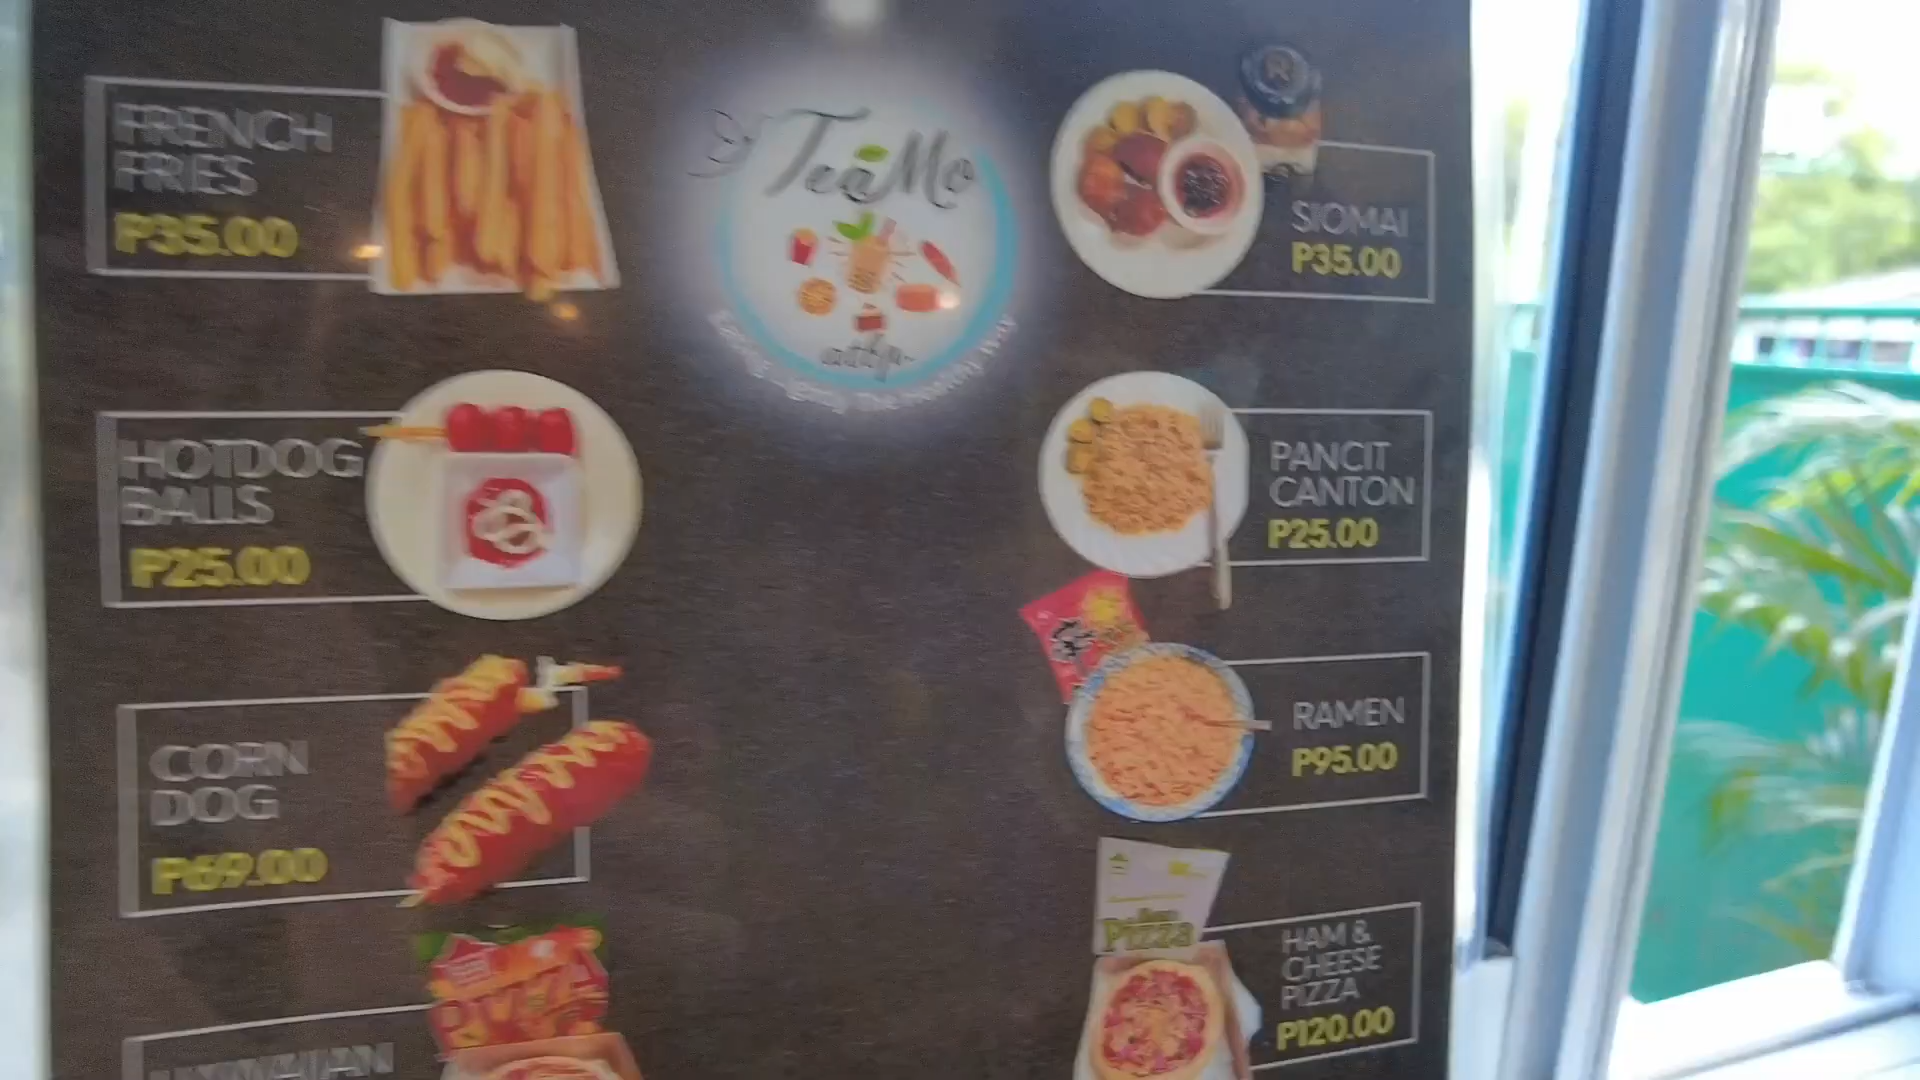 FRENCH
FRIES
P35.00
TeaMo
SIOMAI
P35.00
HOTDOG
BALLS
P25.00
PANCIT
CANTON
P25.00
RAMEN
P95.00
CORN
DOG
P69.00
Pizza
HAM &
CHEESE
PIZZA
P120.00
PIZZA